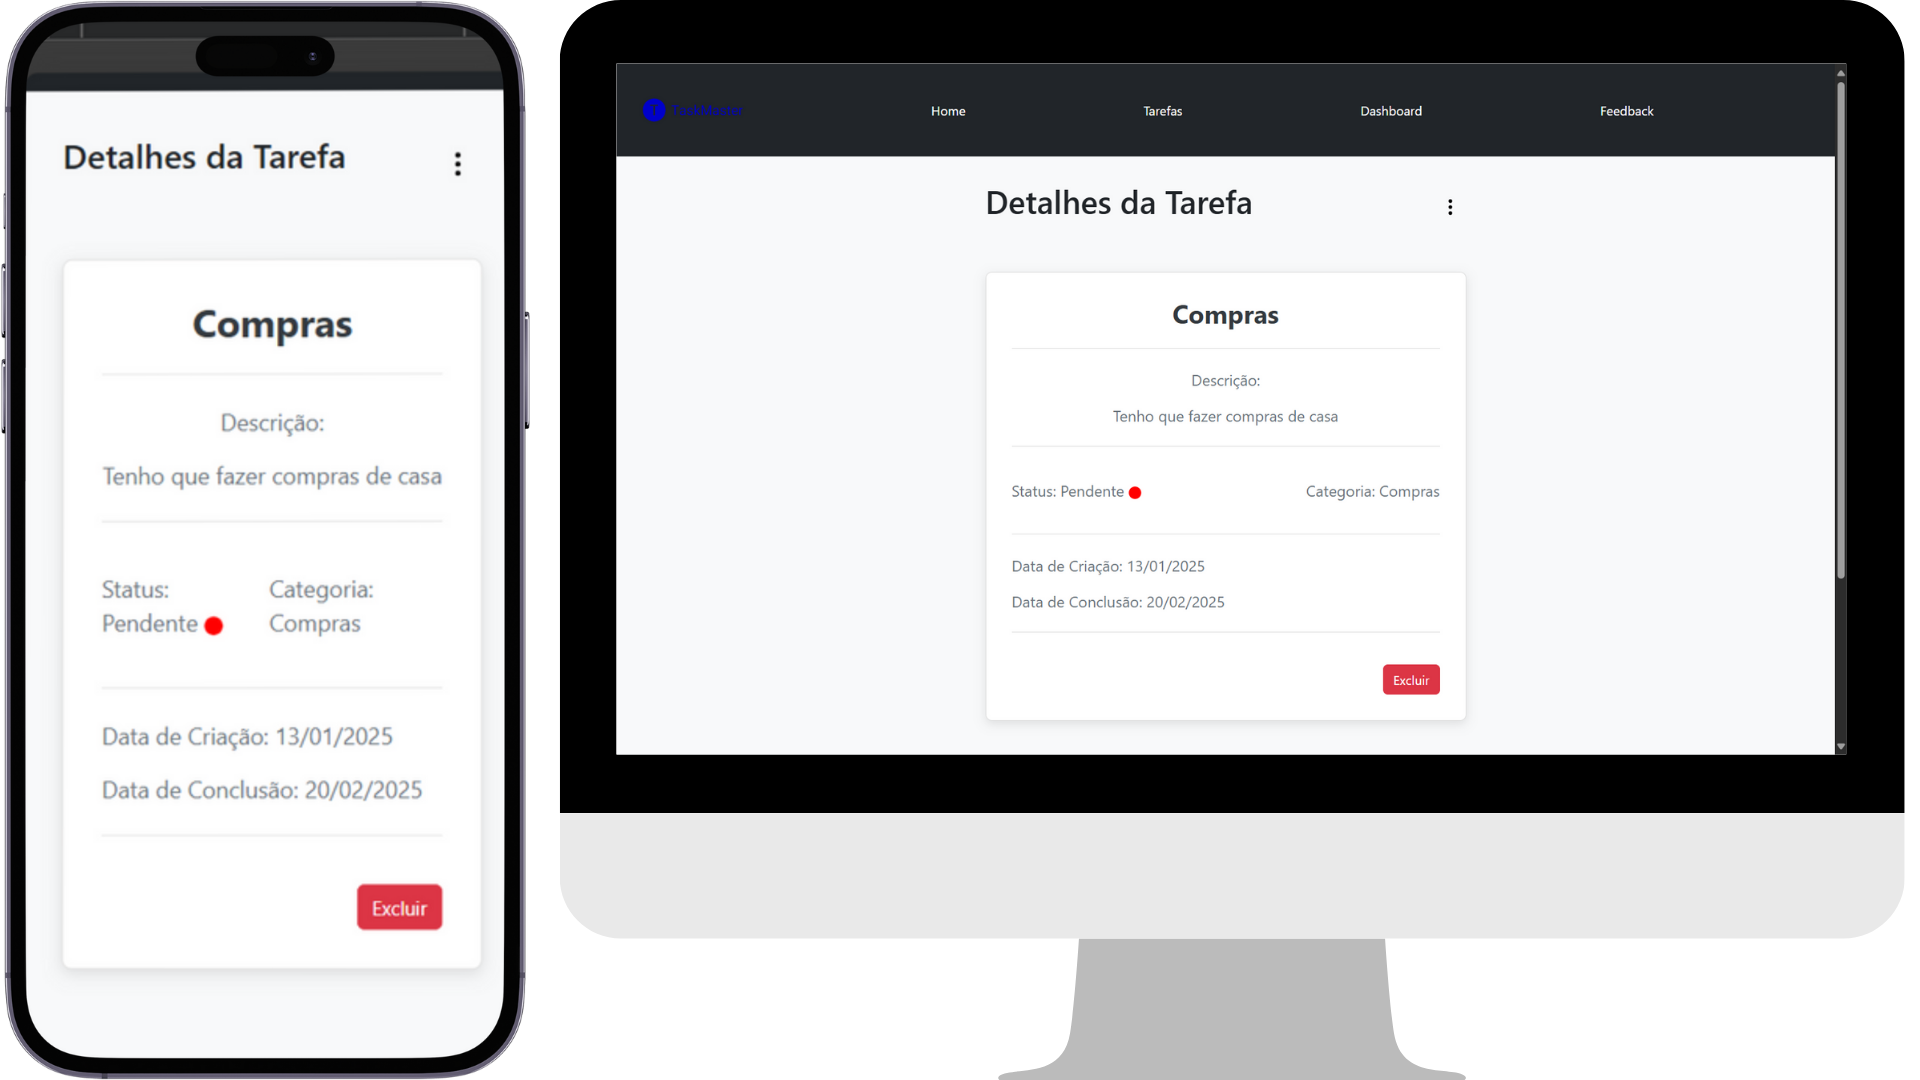 Detalhes da Tarefa
Compras
Descrição:
Tenho que fazer compras de casa
Status:
Pendente
Categoria:
Compras
Data de Criação: 13/01/2025
Data de Conclusão: 20/02/2025
Excluir
TaskMaster
Home
Tarefas
Dashboard
Feedback
Detalhes da Tarefa
Compras
Descrição:
Tenho que fazer compras de casa
Status: Pendente
Categoria: Compras
Data de Criação: 13/01/2025
Data de Conclusão: 20/02/2025
Excluir